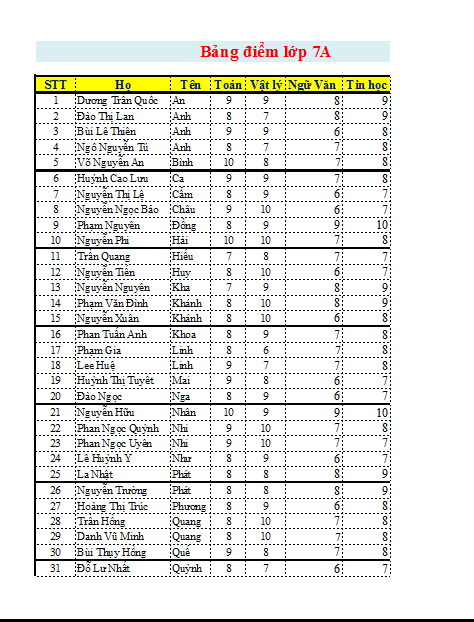 Bảng điểm lớp 7A
STT Họ Tên Toán Vật lý Ngữ Văn Tin học
1 Dương Trần Quốc An 9 9 8 9
2 Đào Thị Lan Anh 8 7 8 9
3 Bùi Lê Thiên Anh 9 9 6 8
4 Ngô Nguyễn Tú Anh 8 7 7 8
5 Võ Nguyễn An Bình 10 8 7 8
6 Huỳnh Cao Lưu Ca 9 9 7 8
7 Nguyễn Thị Lệ Cẩm 8 9 6 7
8 Nguyễn Ngọc Bảo Châu 9 10 6 7
9 Phạm Nguyên Đồng 8 9 9 10
10 Nguyễn Phi Hải 10 10 7 8
11 Trần Quang Hiếu 7 8 7 7
12 Nguyễn Tiến Huy 8 10 6 7
13 Nguyễn Nguyên Kha 7 9 8 9
14 Phạm Văn Đình Khánh 8 10 8 9
15 Nguyễn Xuân Khánh 8 10 6 8
16 Phan Tuấn Anh Khoa 8 9 7 8
17 Phạm Gia Linh 8 6 7 8
18 Lee Huệ Linh 9 7 7 8
19 Huỳnh Thị Tuyết Mai 9 8 6 7
20 Đào Ngọc Nga 8 9 6 7
21 Nguyễn Hữu Nhân 10 9 9 10
22 Phan Ngọc Quỳnh Nhi 9 10 7 8
23 Phan Ngọc Uyên Nhi 9 10 7 7
24 Lê Huỳnh Y Như 8 9 6 7
25 La Nhật Phát 8 8 8 9
26 Nguyễn Trường Phát 8 8 8 9
27 Hoàng Thị Trúc Phương 8 9 6 8
28 Trần Hồng Quang 8 10 7 8
29 Danh Vũ Minh Quang 8 10 7 8
30 Bùi Thụy Hồng Quế 9 8 7 8
31 Đỗ Lư Nhất Quỳnh 8 7 6 7